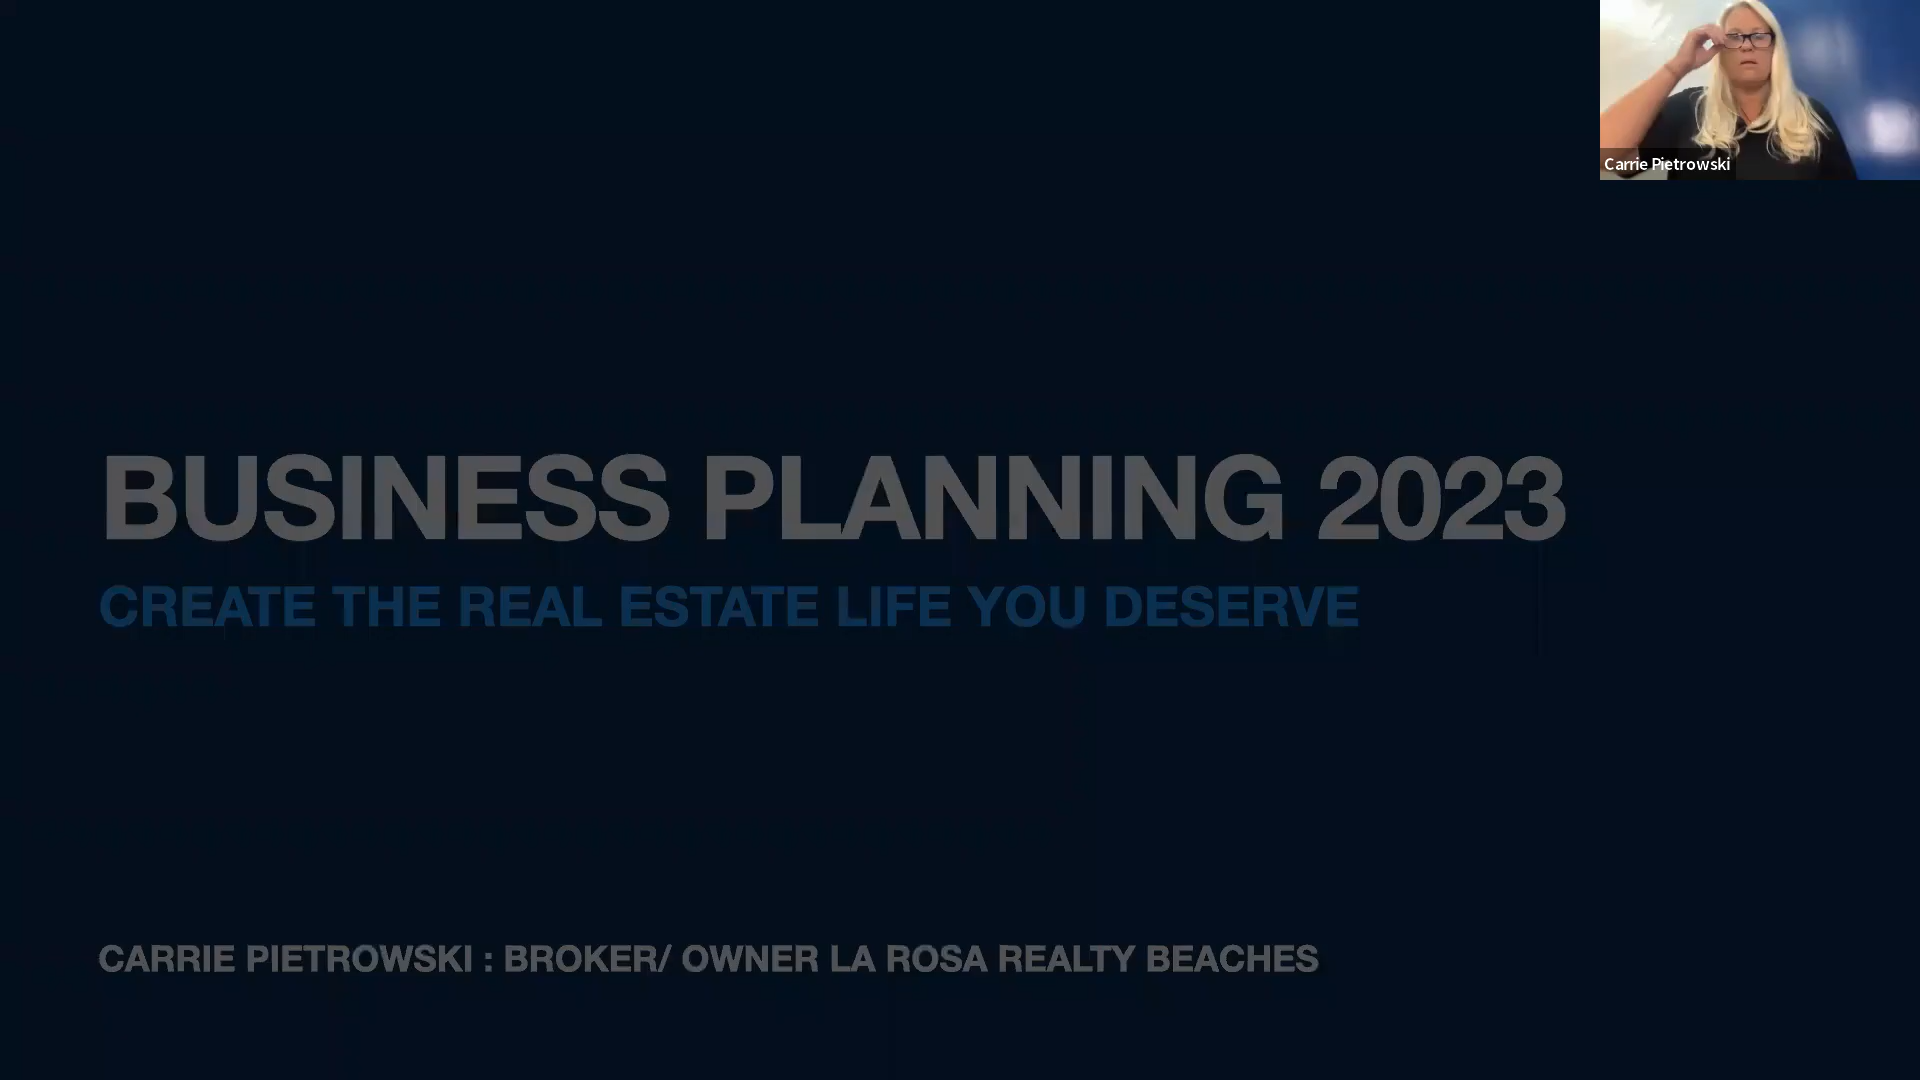 Carrie Pietrowski
BUSINESS PLANNING 2023
CREATE THE REAL ESTATE LIFE YOU DESERVE
CARRIE PIETROWSKI : BROKER/ OWNER LA ROSA REALTY BEACHES